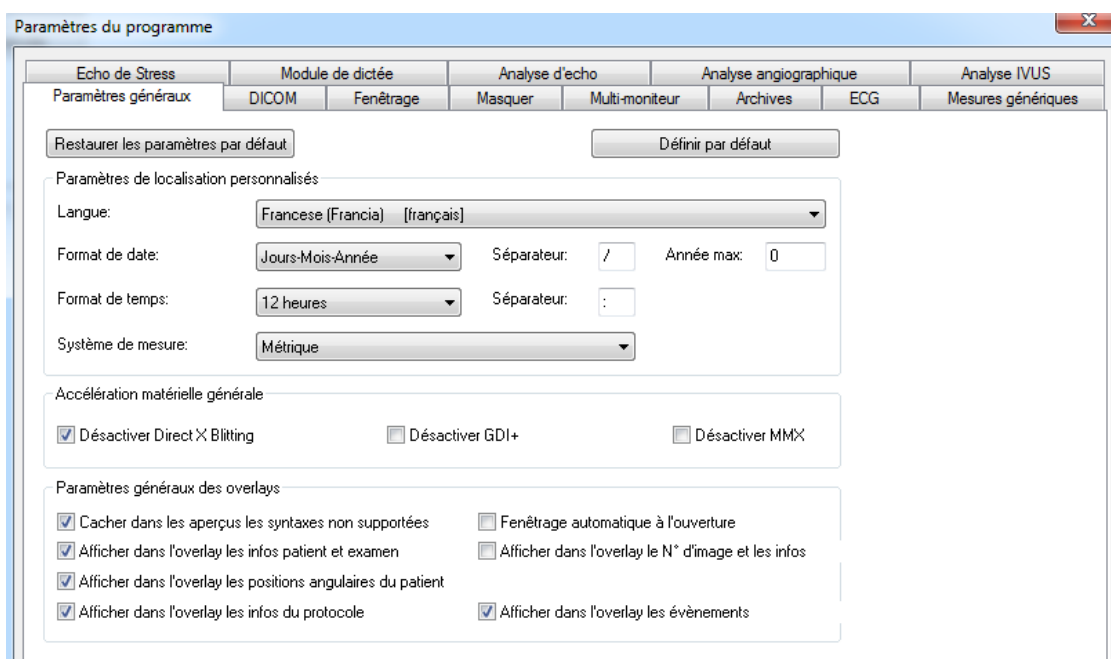 Paramètres du programme
Echo de Stress Module de dictée Analyse d'echo Analyse angiographique Analyse IVUS
Paramètres généraux DICOM Fenêtrage Masquer Multi-moniteur Archives ECG Mesures génériques
Restaurer les paramètres par défaut Définir par défaut
Paramètres de localisation personnalisés
Langue: Francese (Francia) [français]
Format de date: Jours-Mois-Année Séparateur: / Année max: 0
Format de temps: 12 heures Séparateur: :
Système de mesure: Métrique
Accélération matérielle générale
Désactiver Direct X Blitting Désactiver GDI+ Désactiver MMX
Paramètres généraux des overlays
Cacher dans les aperçus les syntaxes non supportées Fenêtrage automatique à l'ouverture
Afficher dans l'overlay les infos patient et examen Afficher dans l'overlay le N° d'image et les infos
Afficher dans l'overlay les positions angulaires du patient
Afficher dans l'overlay les infos du protocole Afficher dans l'overlay les évènements